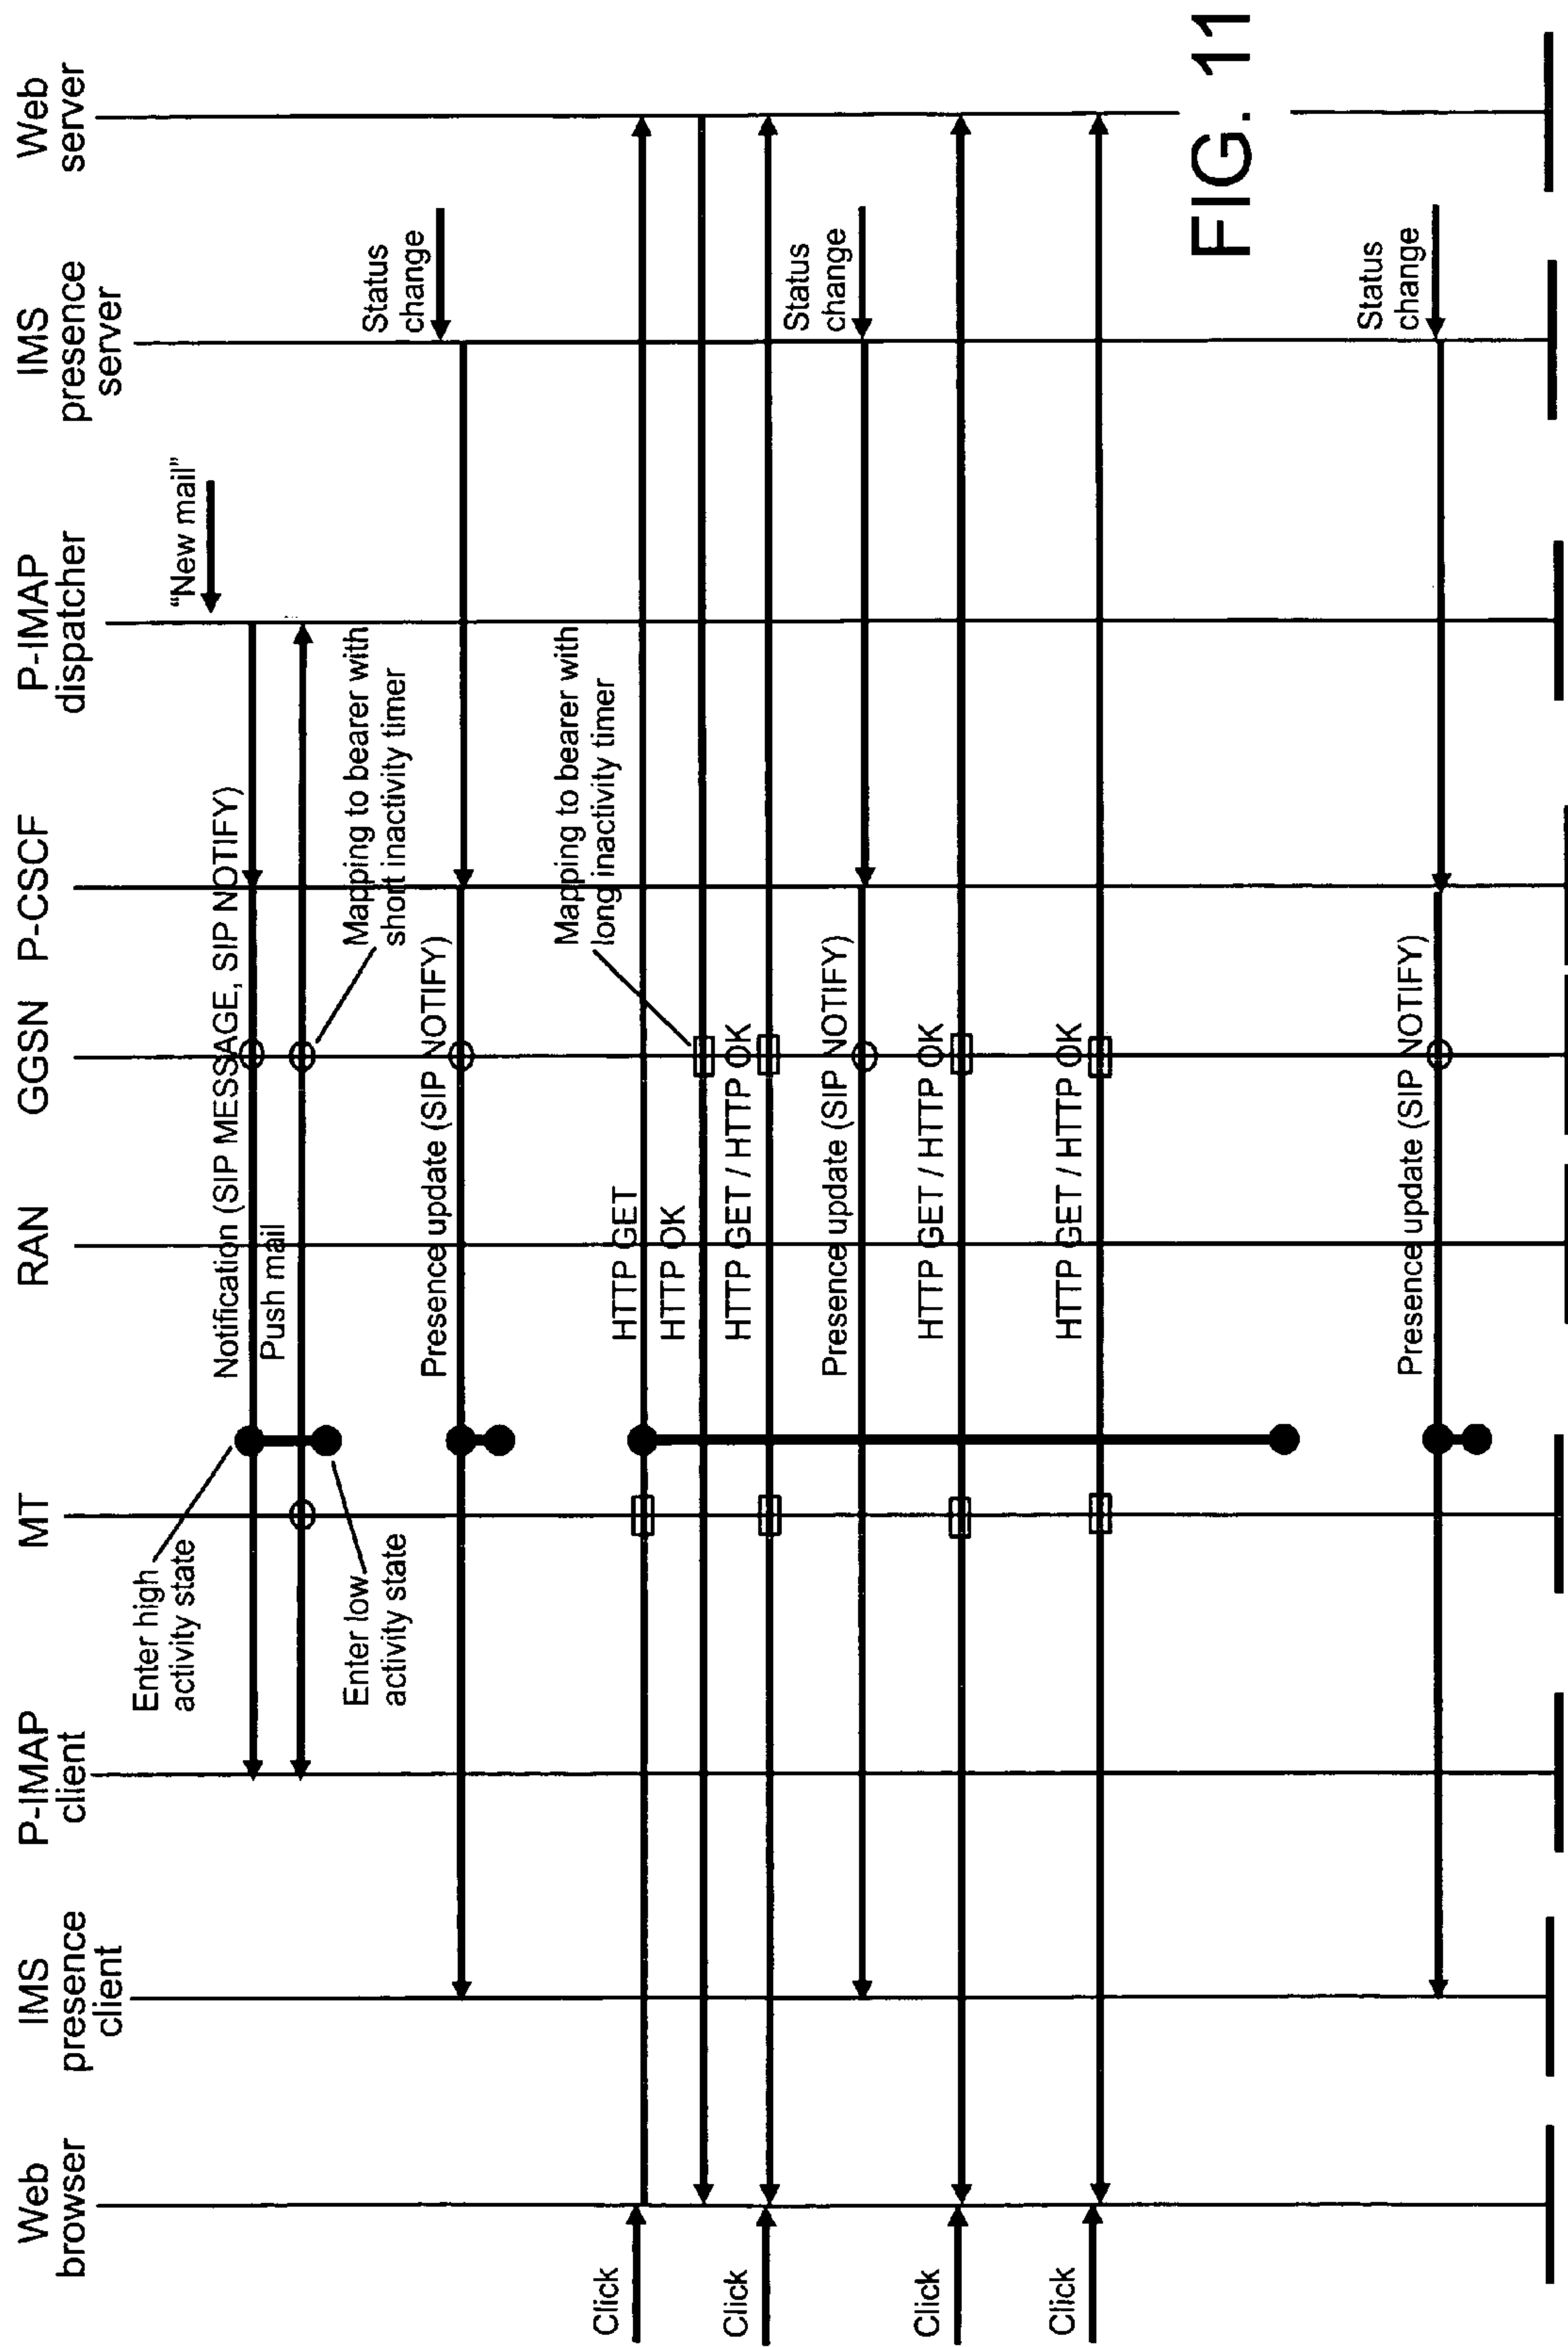 Web
browser
IMS
presence
client
P-IMAP
client
MT
RAN
GGSN
P-CSCF
P-IMAP
dispatcher
IMS
presence
server
Web
server
"New mail"
Enter high
activity state
Notification (SIP MESSAGE, SIP NOTIFY)
Push mail
Enter low
activity state
Mapping to bearer with
short inactivity timer
Status
change
Presence update (SIP NOTIFY)
Mapping to bearer with
long inactivity timer
Click
HTTP GET
HTTP OK
Click
HTTP GET / HTTP OK
Status
change
Presence update (SIP NOTIFY)
Click
HTTP GET / HTTP OK
Click
HTTP GET / HTTP OK
Status
change
Presence update (SIP NOTIFY)
FIG. 11